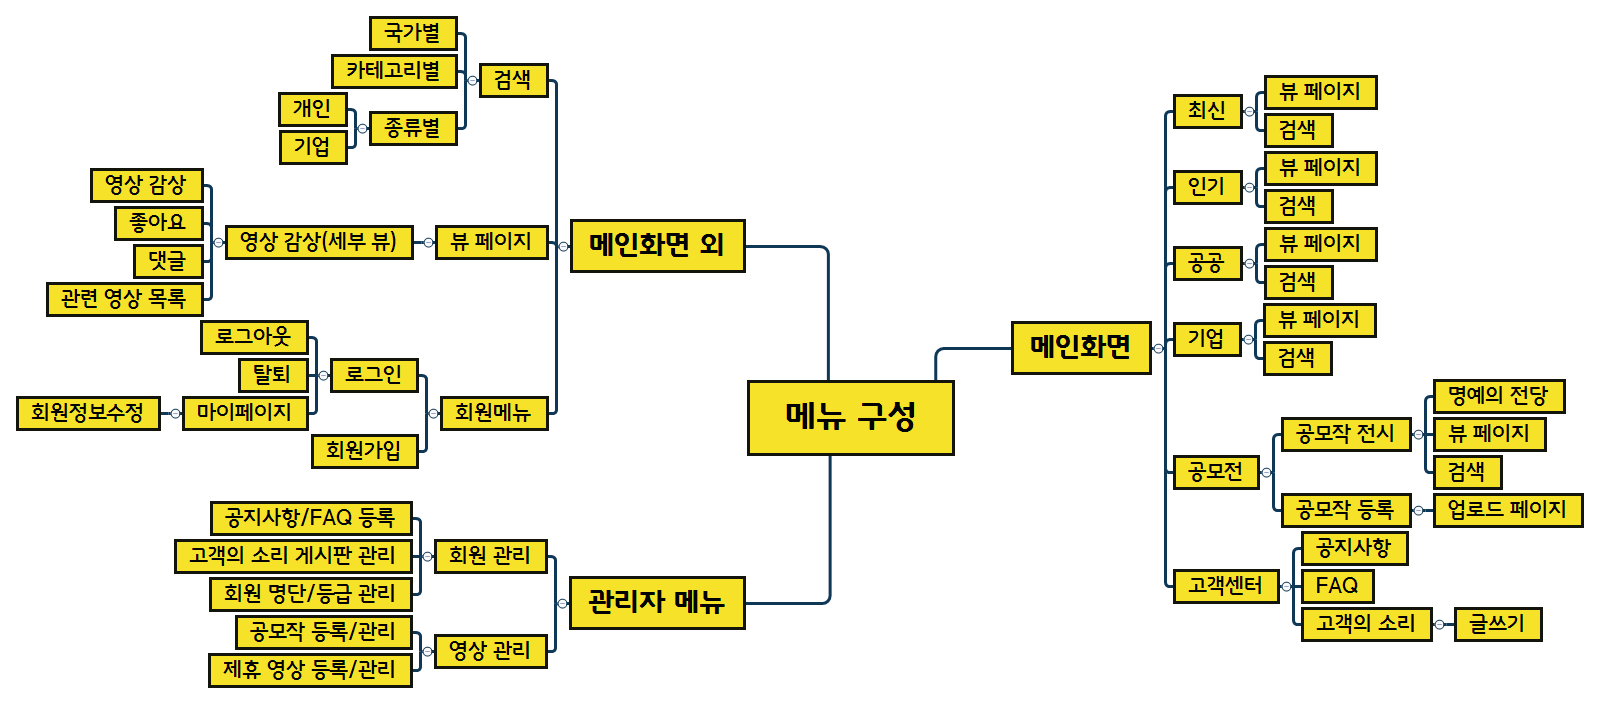 메뉴 구성
메인화면
최신
뷰 페이지
검색
인기
뷰 페이지
검색
공공
뷰 페이지
검색
기업
뷰 페이지
검색
공모전
공모작 전시
명예의 전당
뷰 페이지
검색
공모작 등록
업로드 페이지
고객센터
공지사항
FAQ
고객의 소리
글쓰기
메인화면 외
검색
국가별
카테고리별
종류별
개인
기업
뷰 페이지
영상 감상(세부 뷰)
영상 감상
좋아요
댓글
관련 영상 목록
회원메뉴
로그인
로그아웃
탈퇴
마이페이지
회원정보수정
회원가입
관리자 메뉴
회원 관리
공지사항/FAQ 등록
고객의 소리 게시판 관리
회원 명단/등급 관리
영상 관리
공모작 등록/관리
제휴 영상 등록/관리